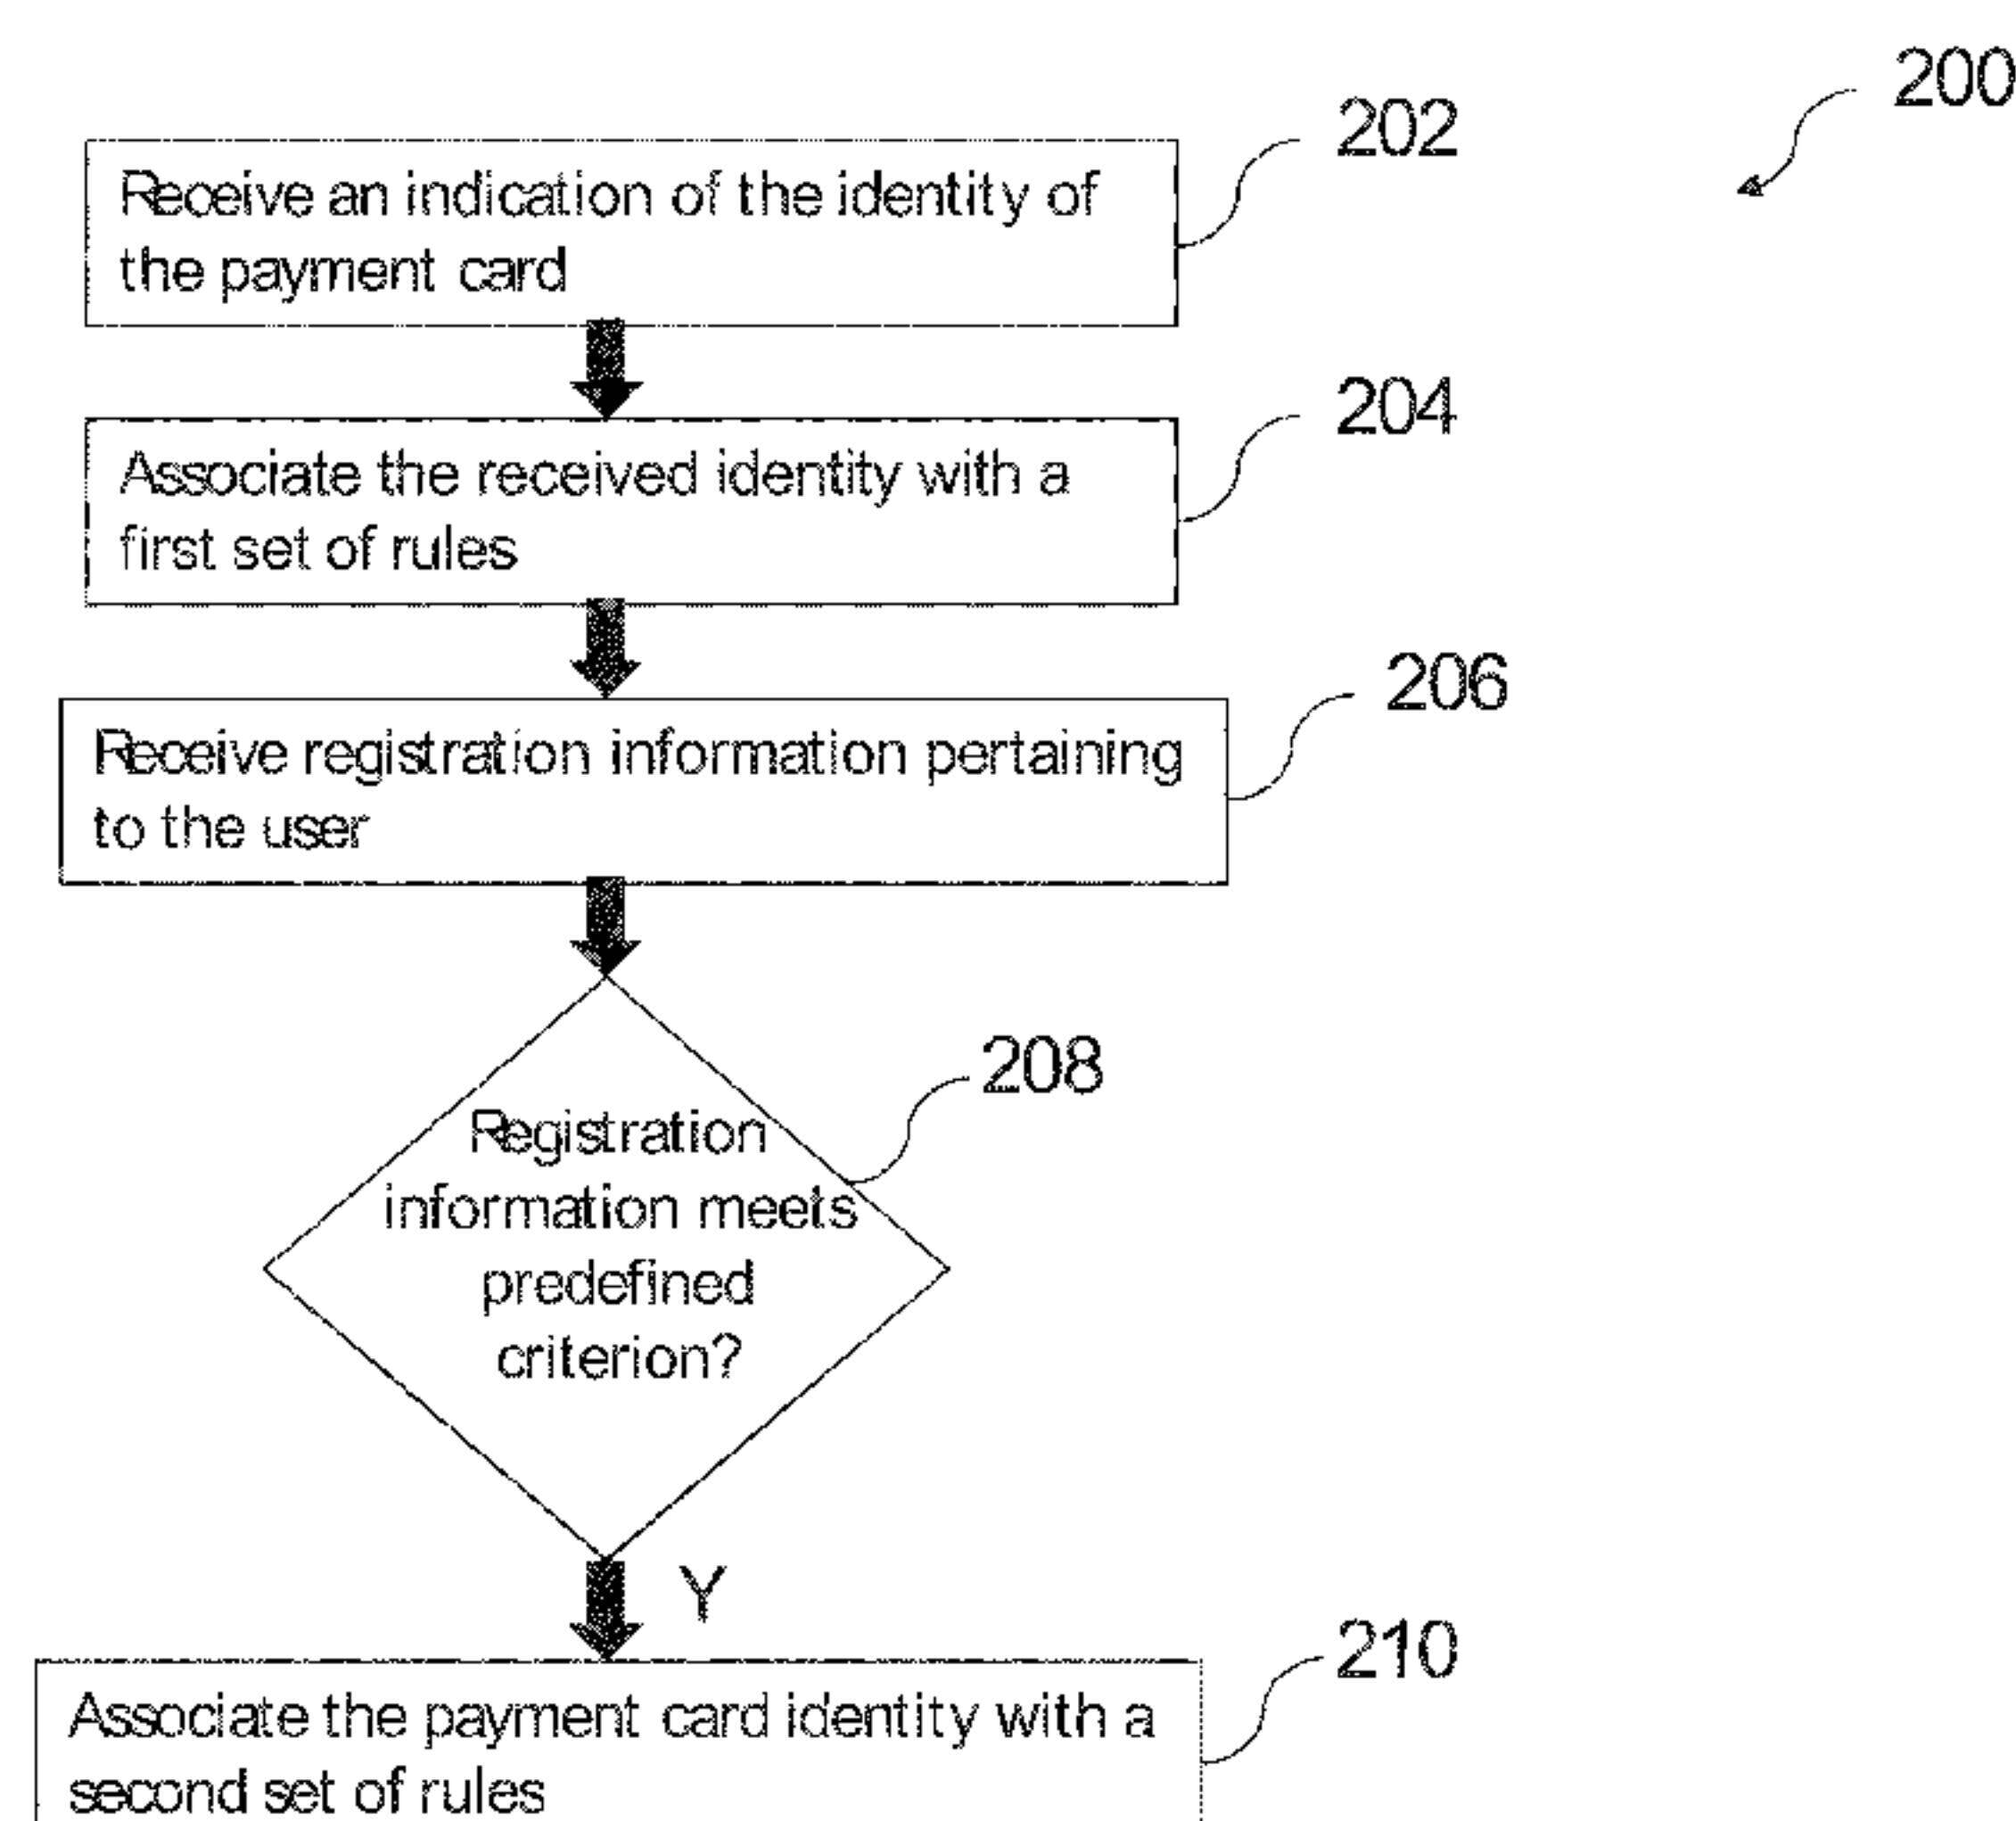 200
202
Receive an indication of the identity of
the payment card
204
Associate the received identity with a
first set of rules
206
Receive registration information pertaining
to the user
208
Registration
information meets
predefined
criterion?
Y
210
Associate the payment card identity with a
second set of rules